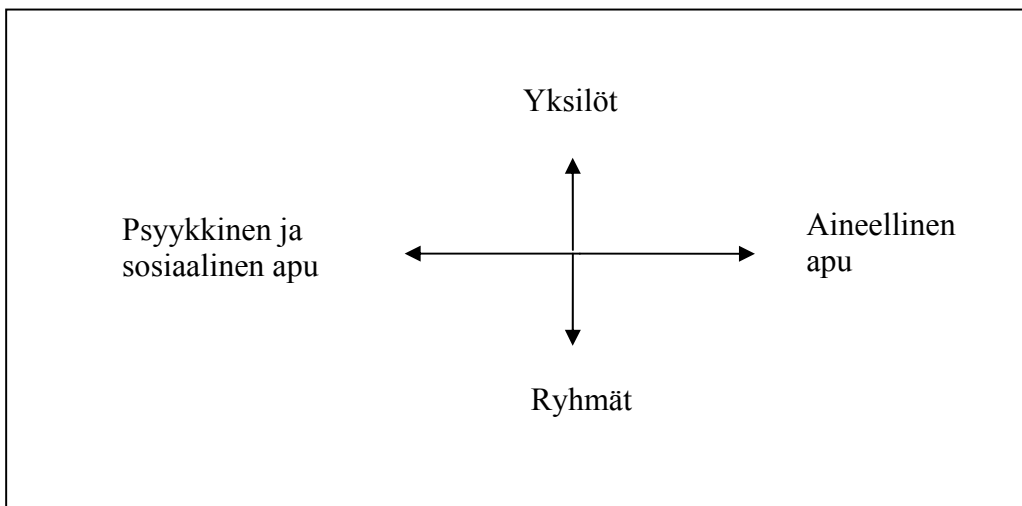 Yksilöt
Psyykkinen ja
sosiaalinen apu
Aineellinen
apu
Ryhmät